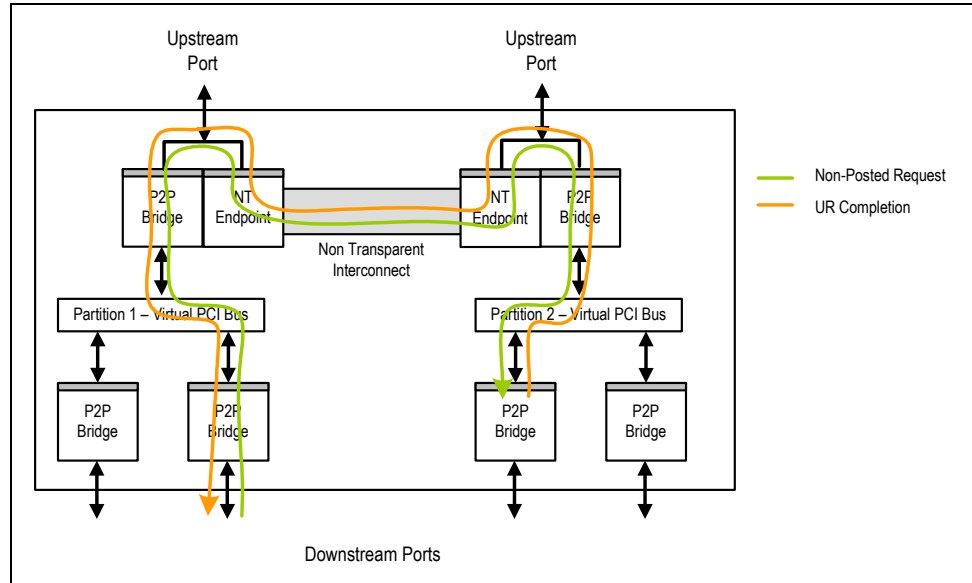 Upstream
Port
Upstream
Port
P2P
Bridge
NT
Endpoint
NT
Endpoint
P2P
Bridge
Non-Posted Request
UR Completion
Non Transparent
Interconnect
Partition 1 – Virtual PCI Bus
Partition 2 – Virtual PCI Bus
P2P
Bridge
P2P
Bridge
P2P
Bridge
P2P
Bridge
Downstream Ports